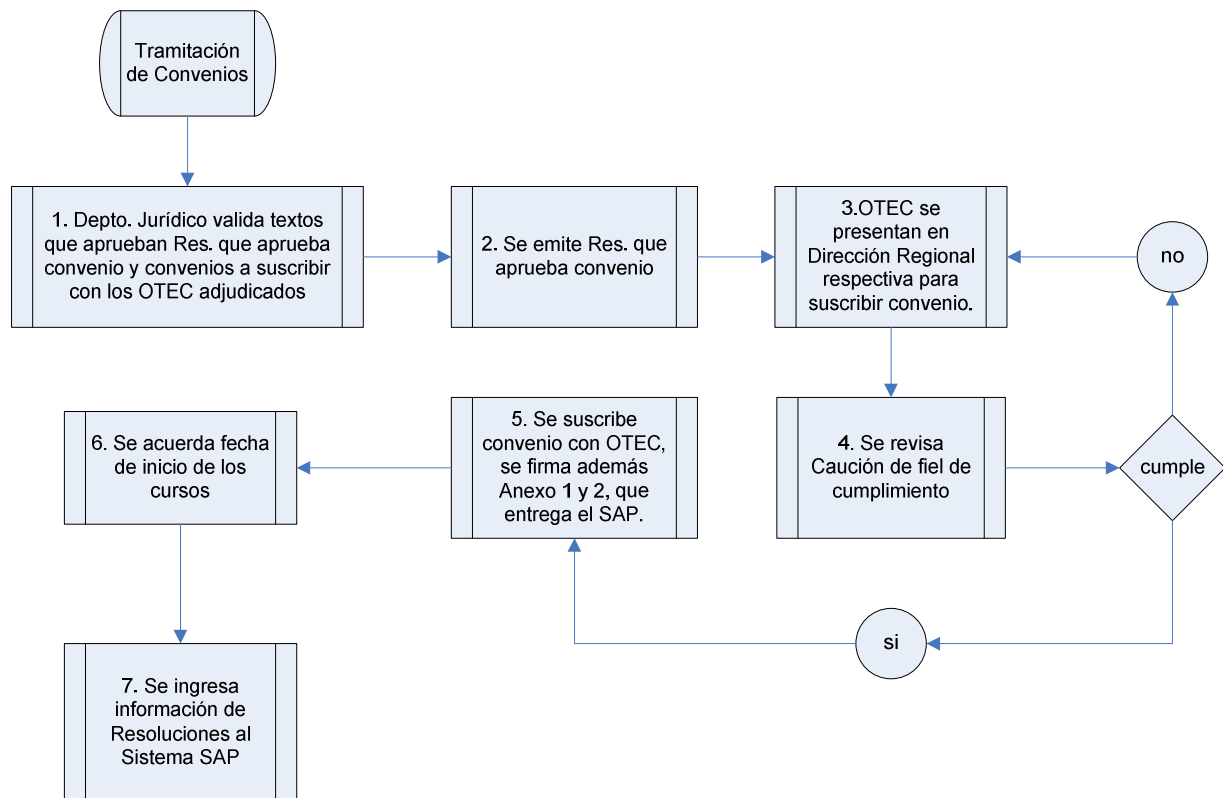 Tramitación
de Convenios
1. Depto. Jurídico valida textos
que aprueban Res. que aprueba
convenio y convenios a suscribir
con los OTEC adjudicados
2. Se emite Res. que
aprueba convenio
3.OTEC se
presentan en
Dirección Regional
respectiva para
suscribir convenio.
no
4. Se revisa
Caución de fiel de
cumplimiento
cumple
si
5. Se suscribe
convenio con OTEC,
se firma además
Anexo 1 y 2, que
entrega el SAP.
6. Se acuerda fecha
de inicio de los
cursos
7. Se ingresa
información de
Resoluciones al
Sistema SAP